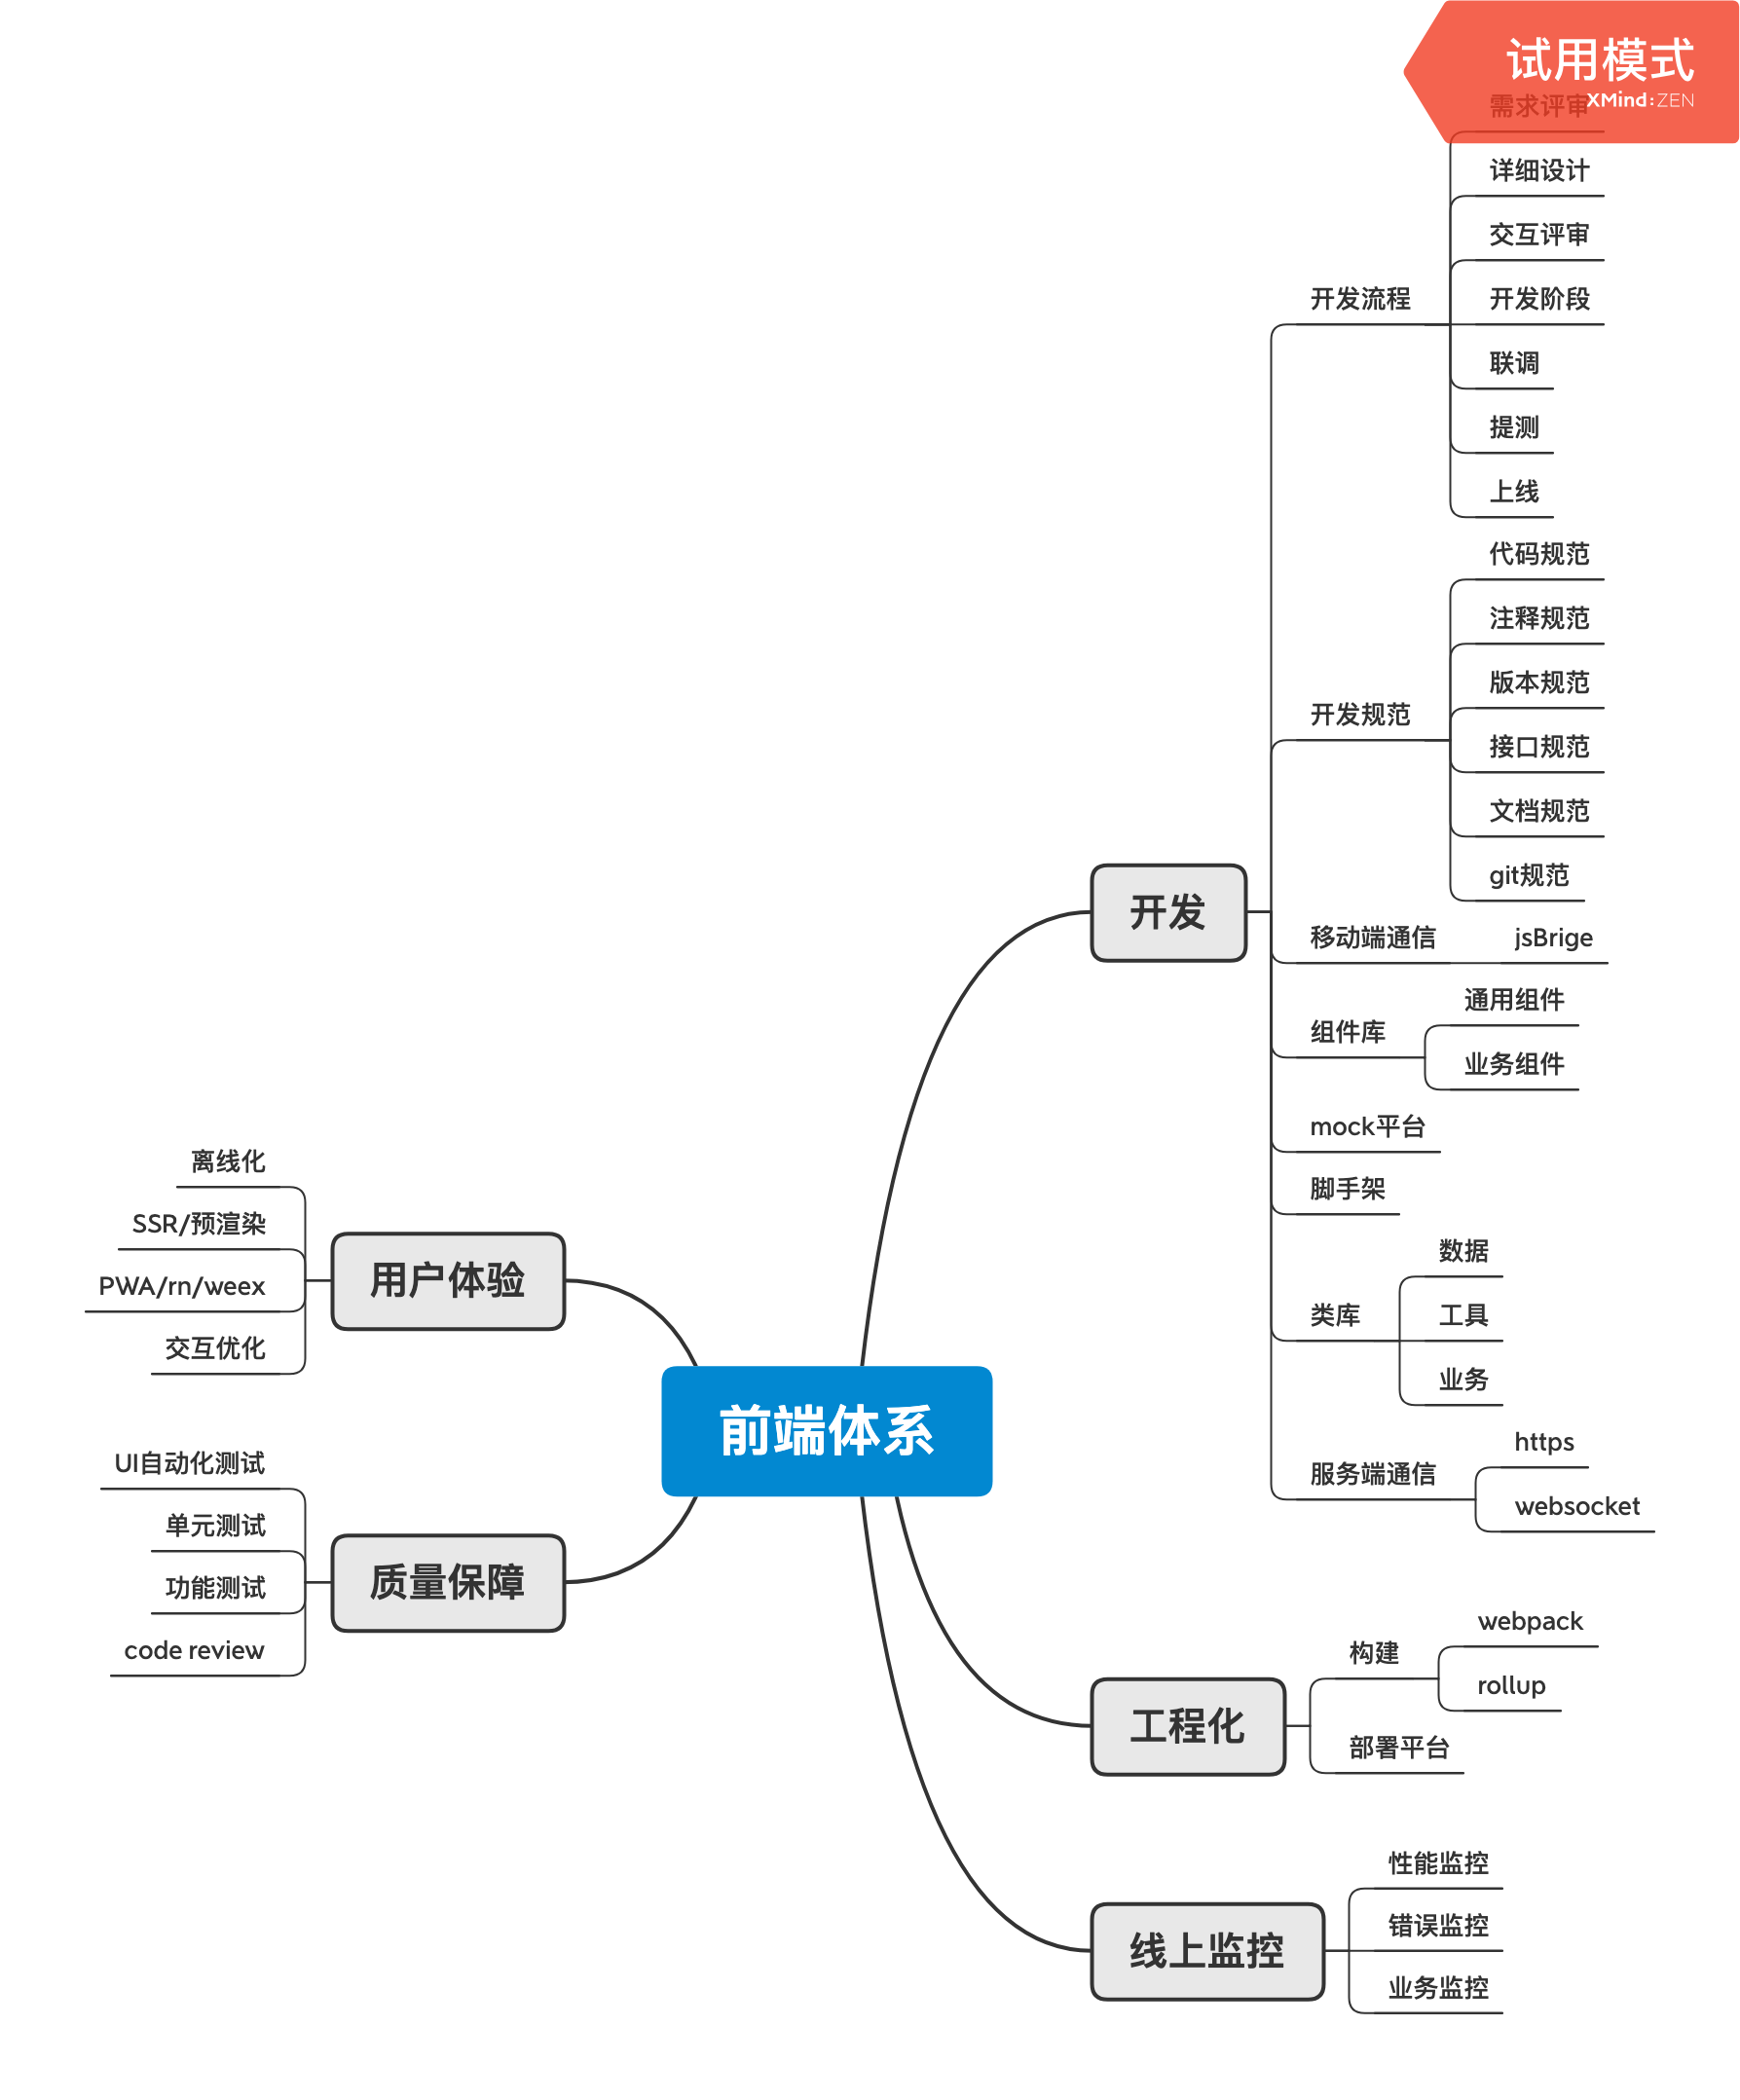 试用模式
XMind:ZEN
需求评审
详细设计
交互评审
开发流程
开发阶段
联调
提测
上线
代码规范
注释规范
版本规范
开发规范
接口规范
文档规范
git规范
开发
移动端通信
jsBrige
通用组件
组件库
业务组件
mock平台
脚手架
数据
类库
工具
业务
https
服务端通信
websocket
离线化
SSR/预渲染
用户体验
PWA/rn/weex
交互优化
前端体系
UI自动化测试
单元测试
质量保障
功能测试
code review
webpack
构建
rollup
工程化
部署平台
性能监控
错误监控
线上监控
业务监控